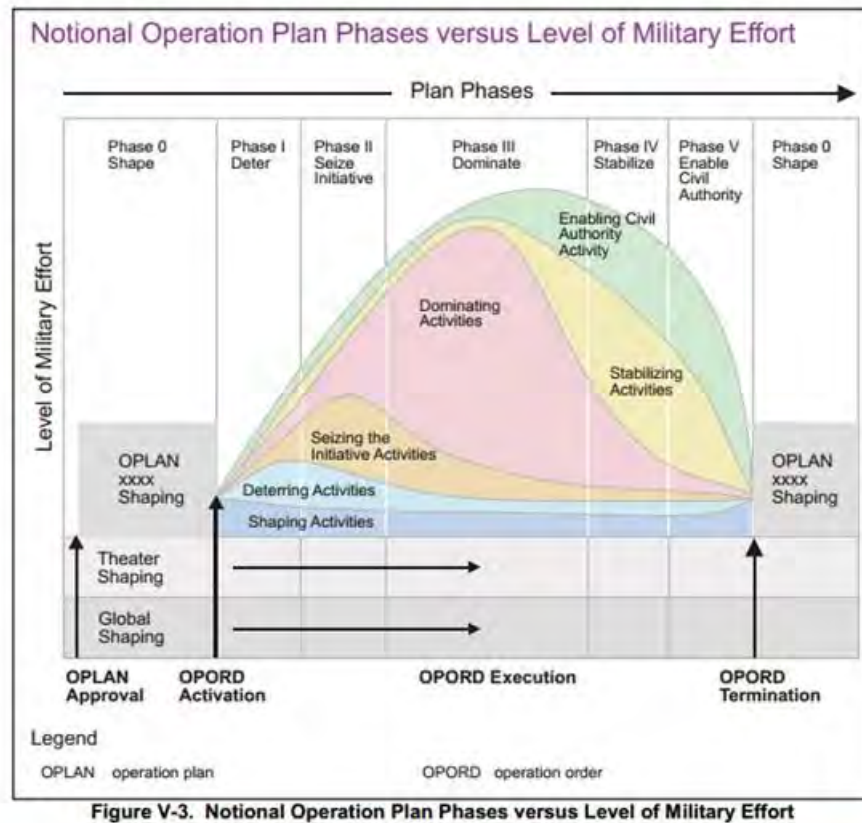 Notional Operation Plan Phases versus Level of Military Effort
Plan Phases
Phase 0
Shape
Phase I
Deter
Phase II
Seize
Initiative
Phase III
Dominate
Phase IV
Stabilize
Phase V
Enable
Civil
Authority
Phase 0
Shape
Level of Military Effort
Enabling Civil
Authority
Activity
Dominating
Activities
Stabilizing
Activities
Seizing the
Initiative Activities
Deterring Activities
Shaping Activities
OPLAN
xxxx
Shaping
OPLAN
xxxx
Shaping
Theater
Shaping
Global
Shaping
OPLAN
Approval
OPORD
Activation
OPORD Execution
OPORD
Termination
Legend
OPLAN operation plan
OPORD operation order
Figure V-3. Notional Operation Plan Phases versus Level of Military Effort